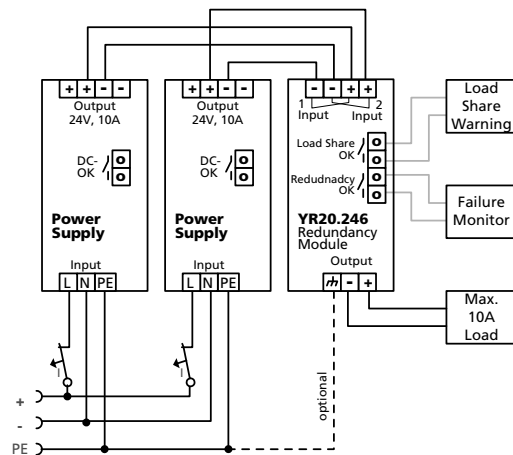 + + - -
Output
24V, 10A
DC-
OK
Power
Supply
Input
L N PE
+ + - -
Output
24V, 10A
DC-
OK
Power
Supply
Input
L N PE
- - + +
1 2
Input Input
Load Share
OK
Redudnadcy
OK
YR20.246
Redundancy
Module
Output
- +
Load
Share
Warning
Failure
Monitor
Max.
10A
Load
I
I
optional
+
-
PE